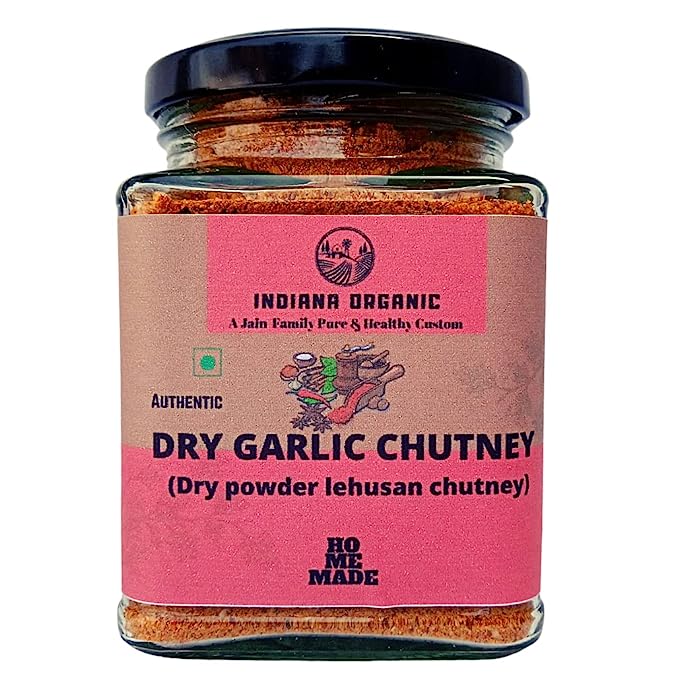 INDIANA ORGANIC
A Jain Family Pure & Healthy Custom
AUTHENTIC
DRY GARLIC CHUTNEY
(Dry powder lehusan chutney)
HO
ME
MADE